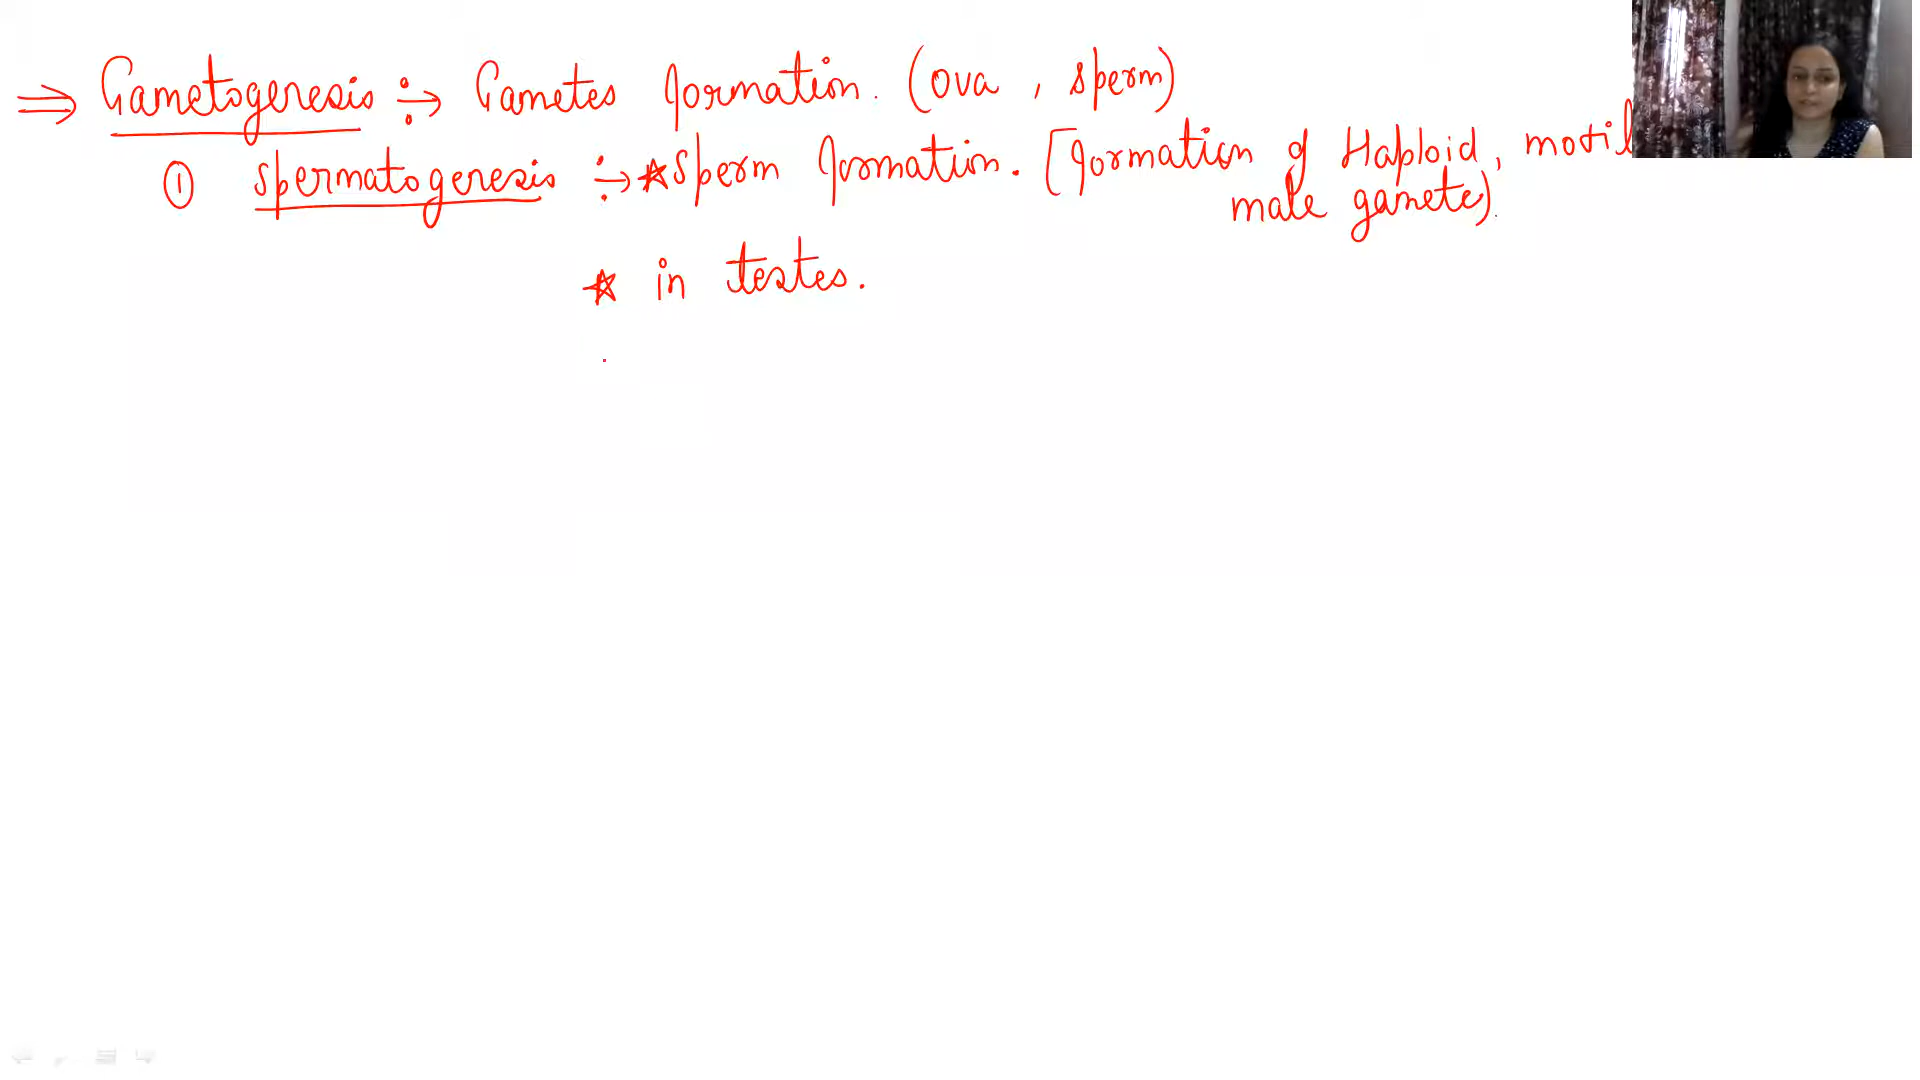 ⇒ Gametogenesis ÷→ Gametes formation. (ova, sperm)
① spermatogenesis ÷→ ☆ sperm formation. [formation of Haploid, motil
male gamete).
☆ in testes.